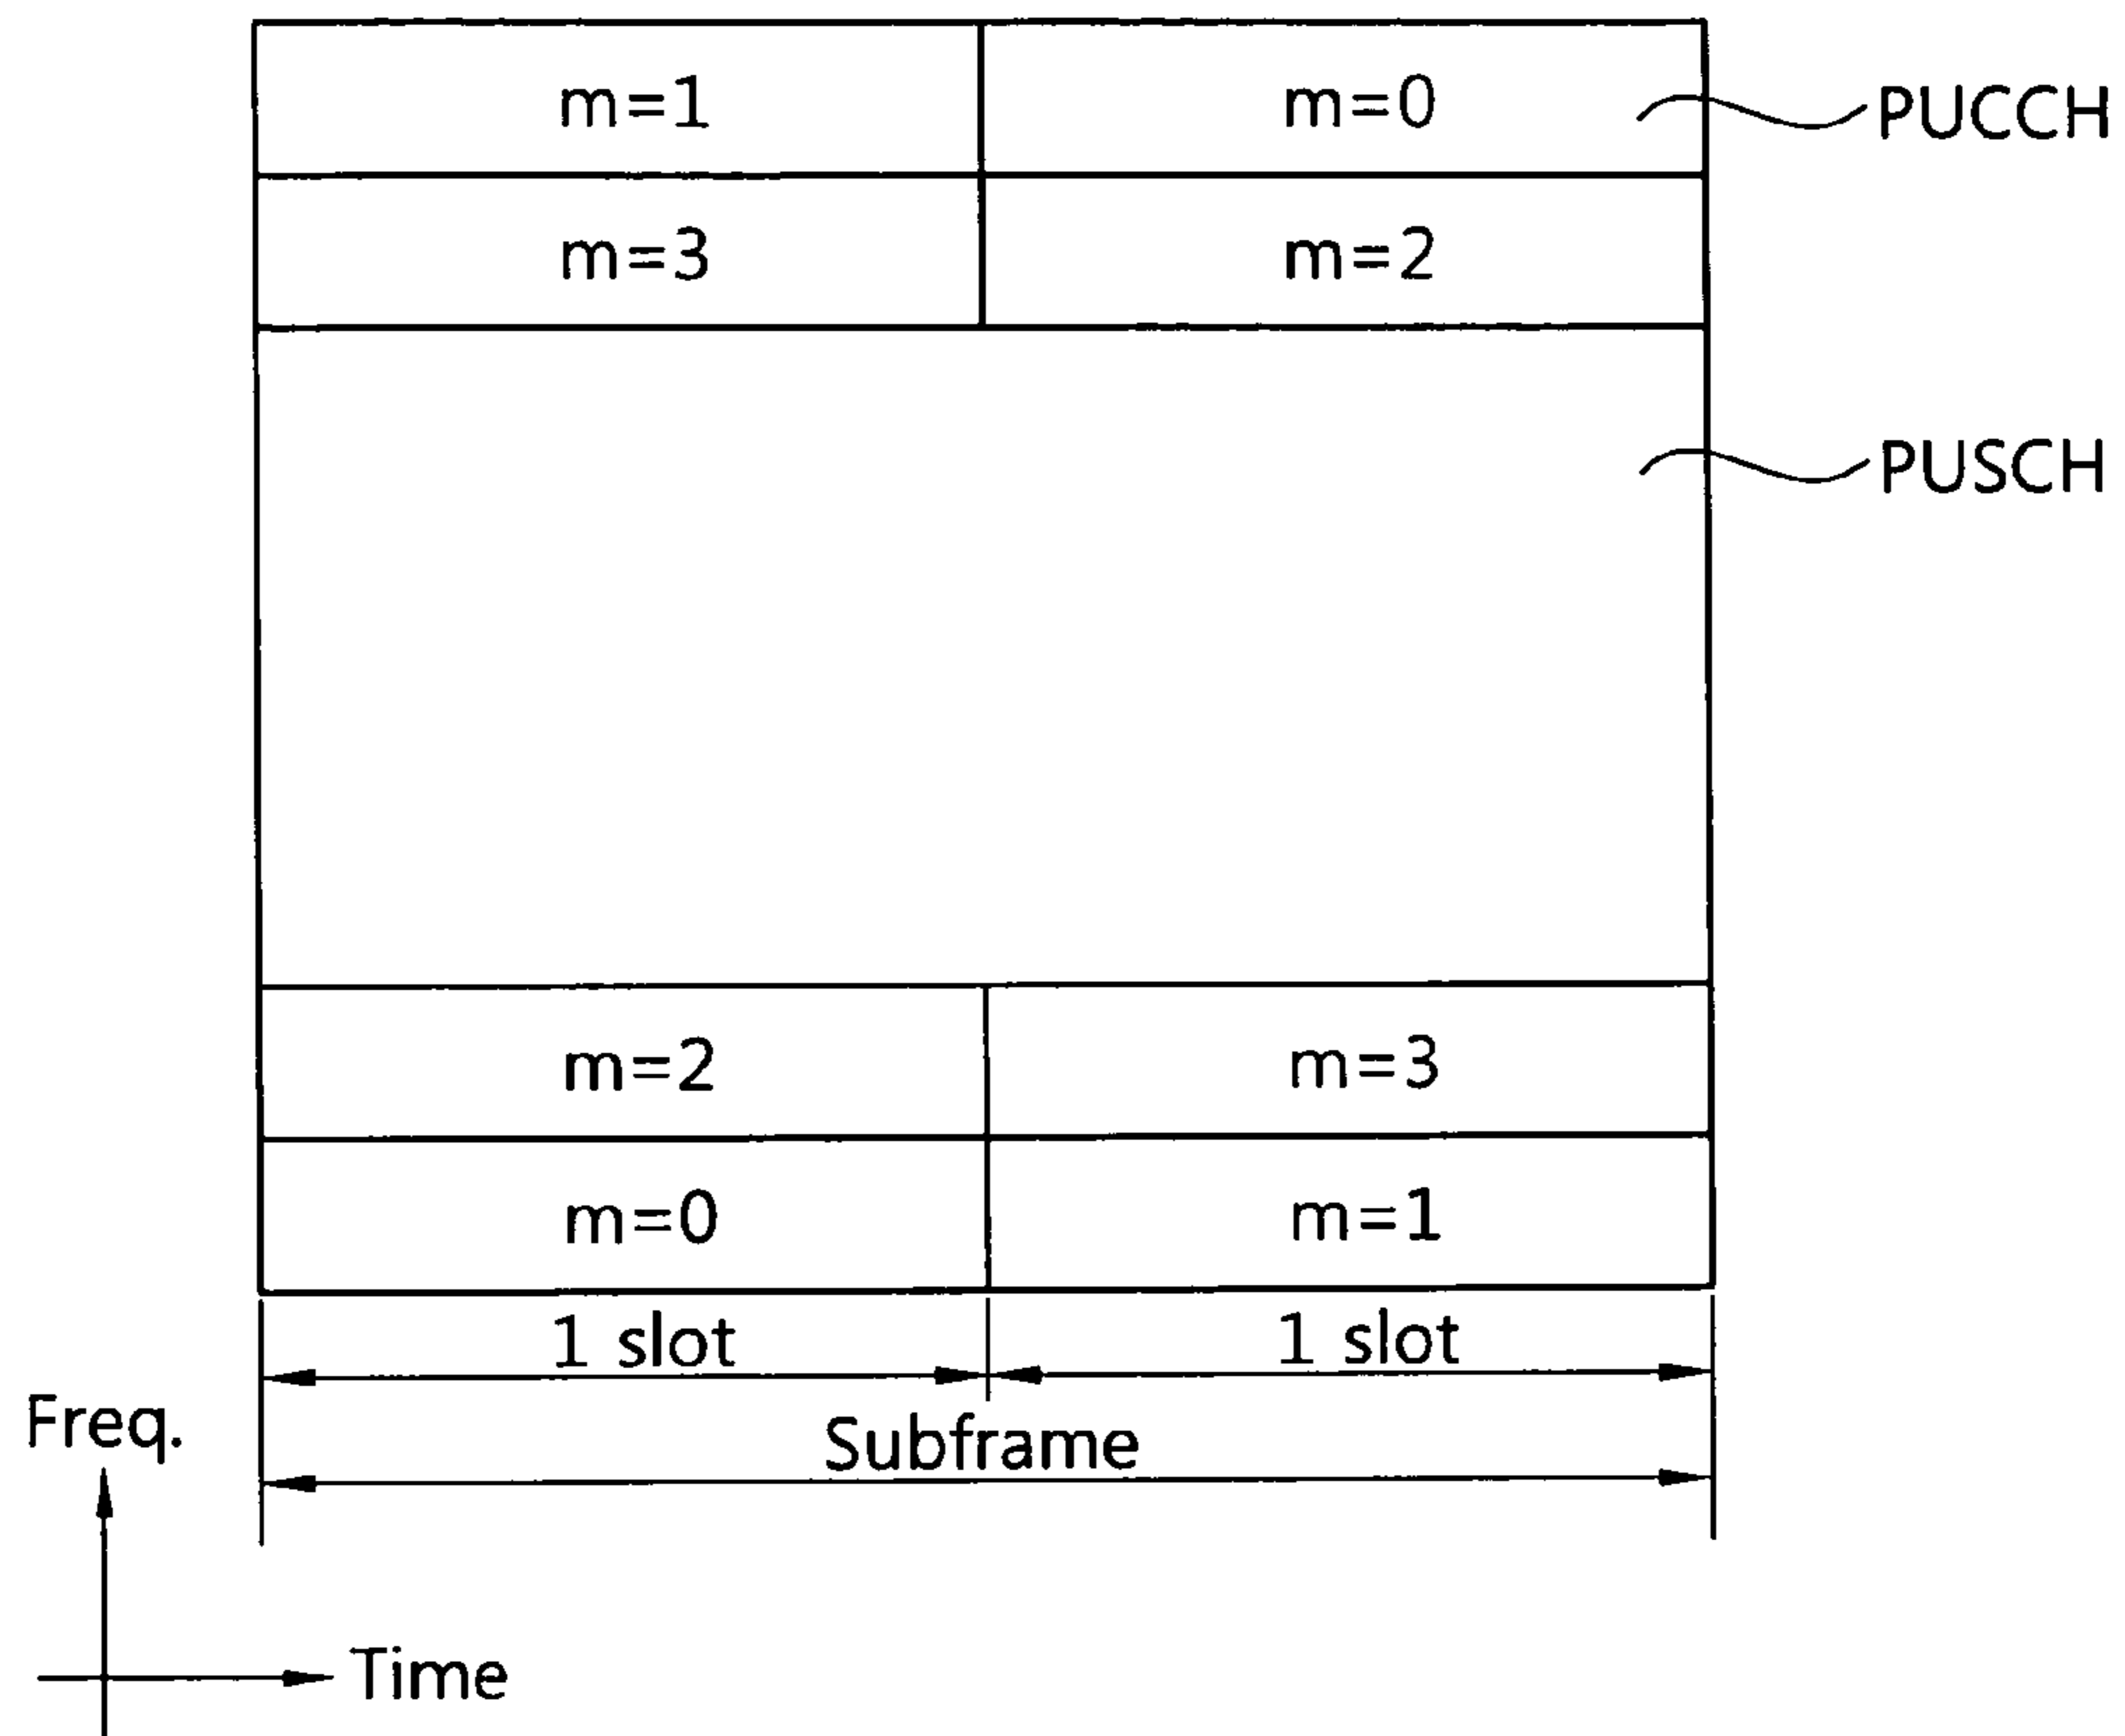 m=1 m=0 PUCCH
m=3 m=2
PUSCH
m=2 m=3
m=0 m=1
1 slot 1 slot
Subframe
Freq.
Time